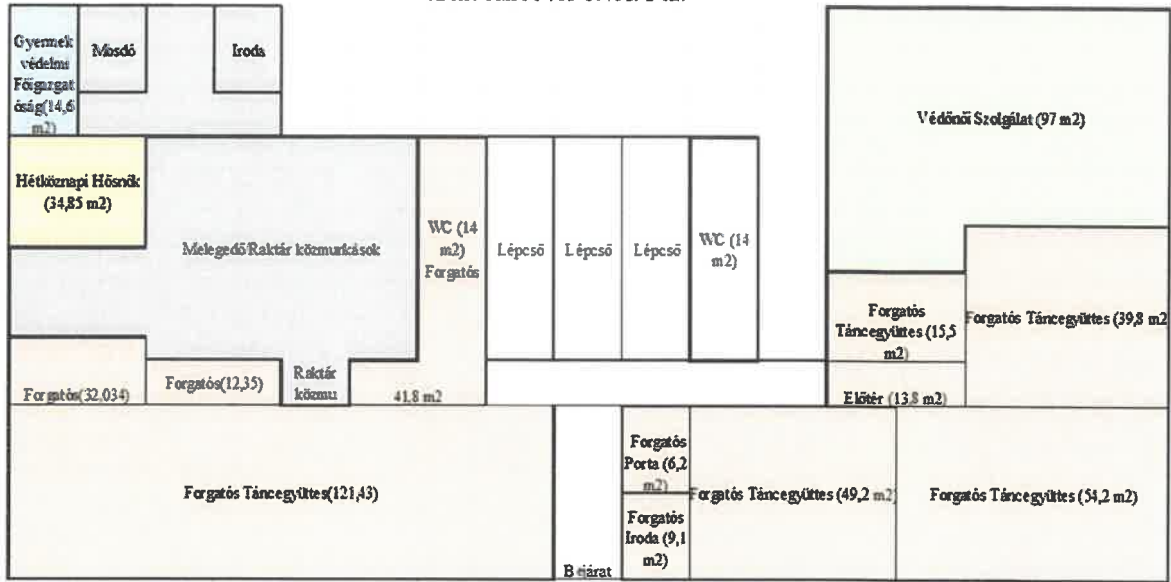 Gyermek
védelmi
Főigazgat
óság(14,6
m2)
Mosdó
Iroda
Védőnői Szolgálat (97 m2)
Hétköznapi Hősnők
(34,85 m2)
Melegedő/Raktár közmunkások
WC (14
m2)
Forgatós
Lépcső
Lépcső
Lépcső
WC (14
m2)
Forgatós
Táncegyüttes (15,5
m2)
Forgatós Táncegyüttes (39,8 m2
Forgatós(32,034)
Forgatós(12,35)
Raktár
közmu
41,8 m2
Előtér (13,8 m2)
Forgatós Táncegyüttes(121,43)
Forgatós
Porta (6,2
m2)
Forgatós
Iroda (9,1
m2)
Forgatós Táncegyüttes (49,2 m2)
Forgatós Táncegyüttes (54,2 m2)
Bejárat